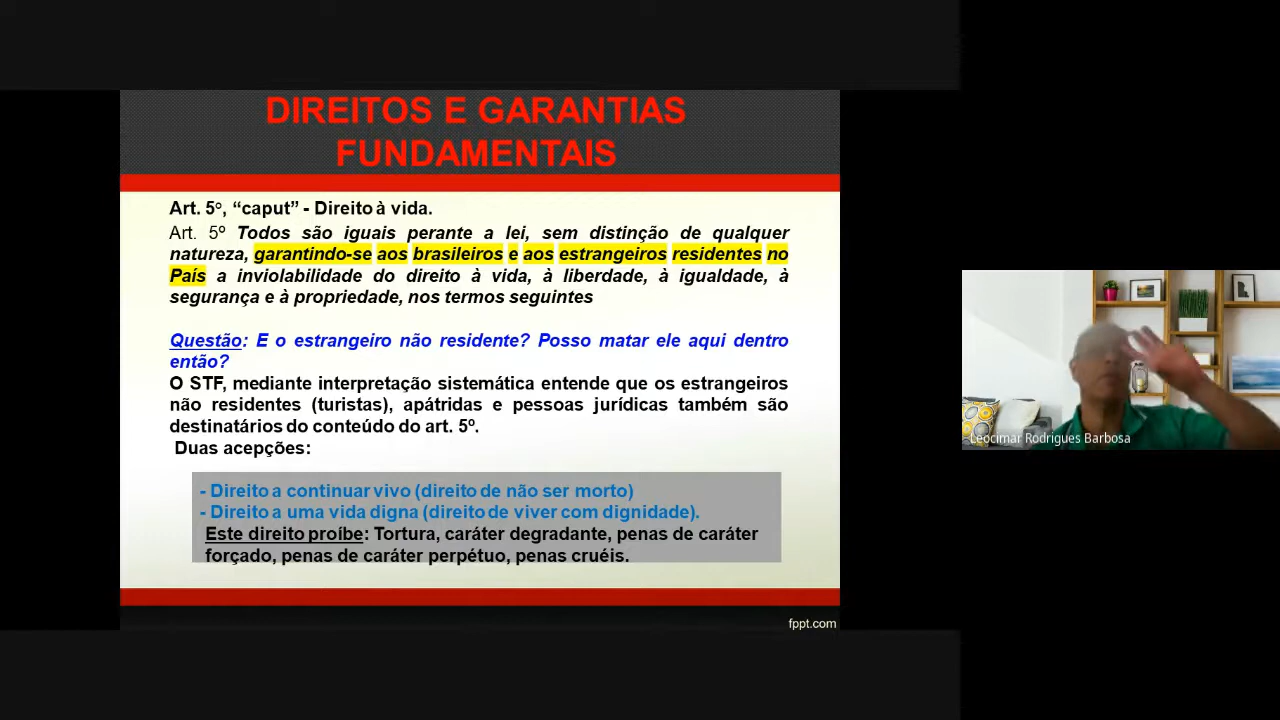 DIREITOS E GARANTIAS
FUNDAMENTAIS
Art. 5º, “caput” - Direito à vida.
Art. 5º Todos são iguais perante a lei, sem distinção de qualquer
natureza, garantindo-se aos brasileiros e aos estrangeiros residentes no
País a inviolabilidade do direito à vida, à liberdade, à igualdade, à
segurança e à propriedade, nos termos seguintes
Questão: E o estrangeiro não residente? Posso matar ele aqui dentro
então?
O STF, mediante interpretação sistemática entende que os estrangeiros
não residentes (turistas), apátridas e pessoas jurídicas também são
destinatários do conteúdo do art. 5º.
Duas acepções:
- Direito a continuar vivo (direito de não ser morto)
- Direito a uma vida digna (direito de viver com dignidade).
Este direito proíbe: Tortura, caráter degradante, penas de caráter
forçado, penas de caráter perpétuo, penas cruéis.
fppt.com
Leocimar Rodrigues Barbosa